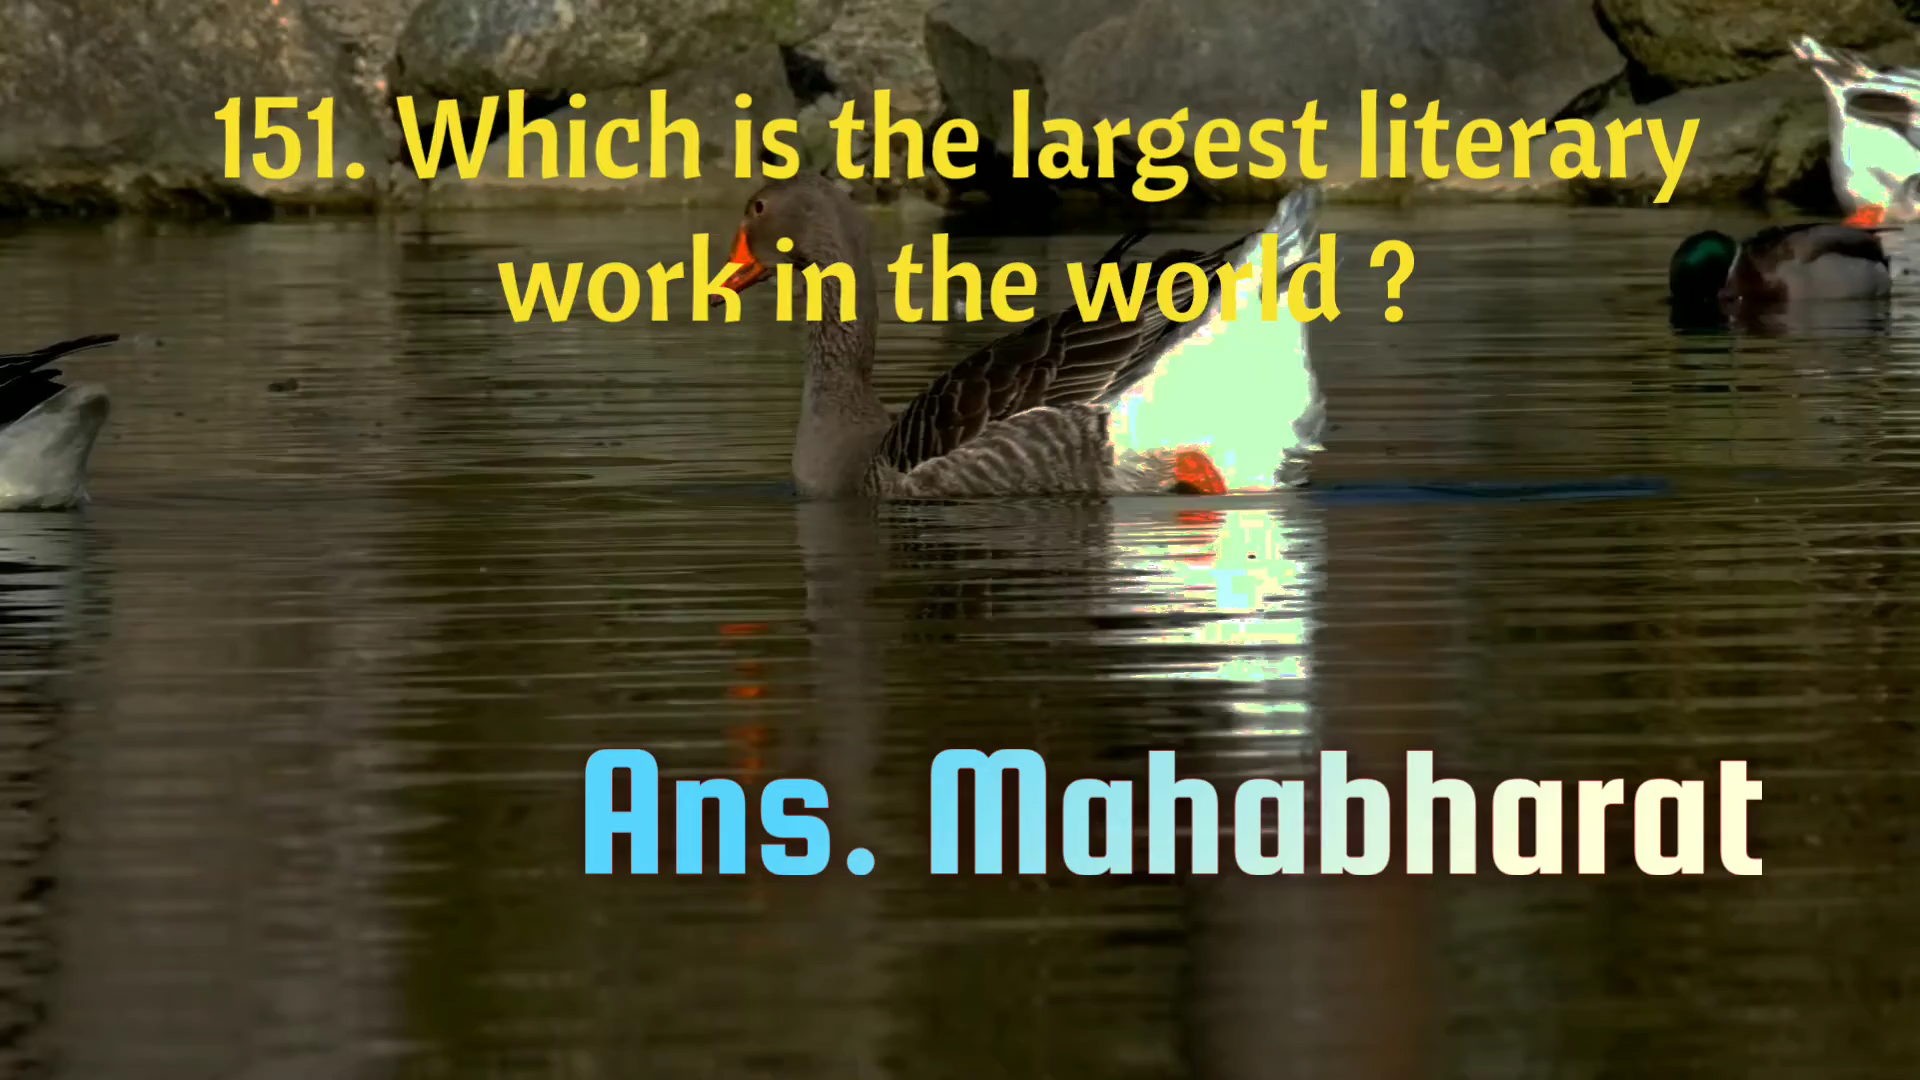 151. Which is the largest literary
work in the world ?
Ans. Mahabharat